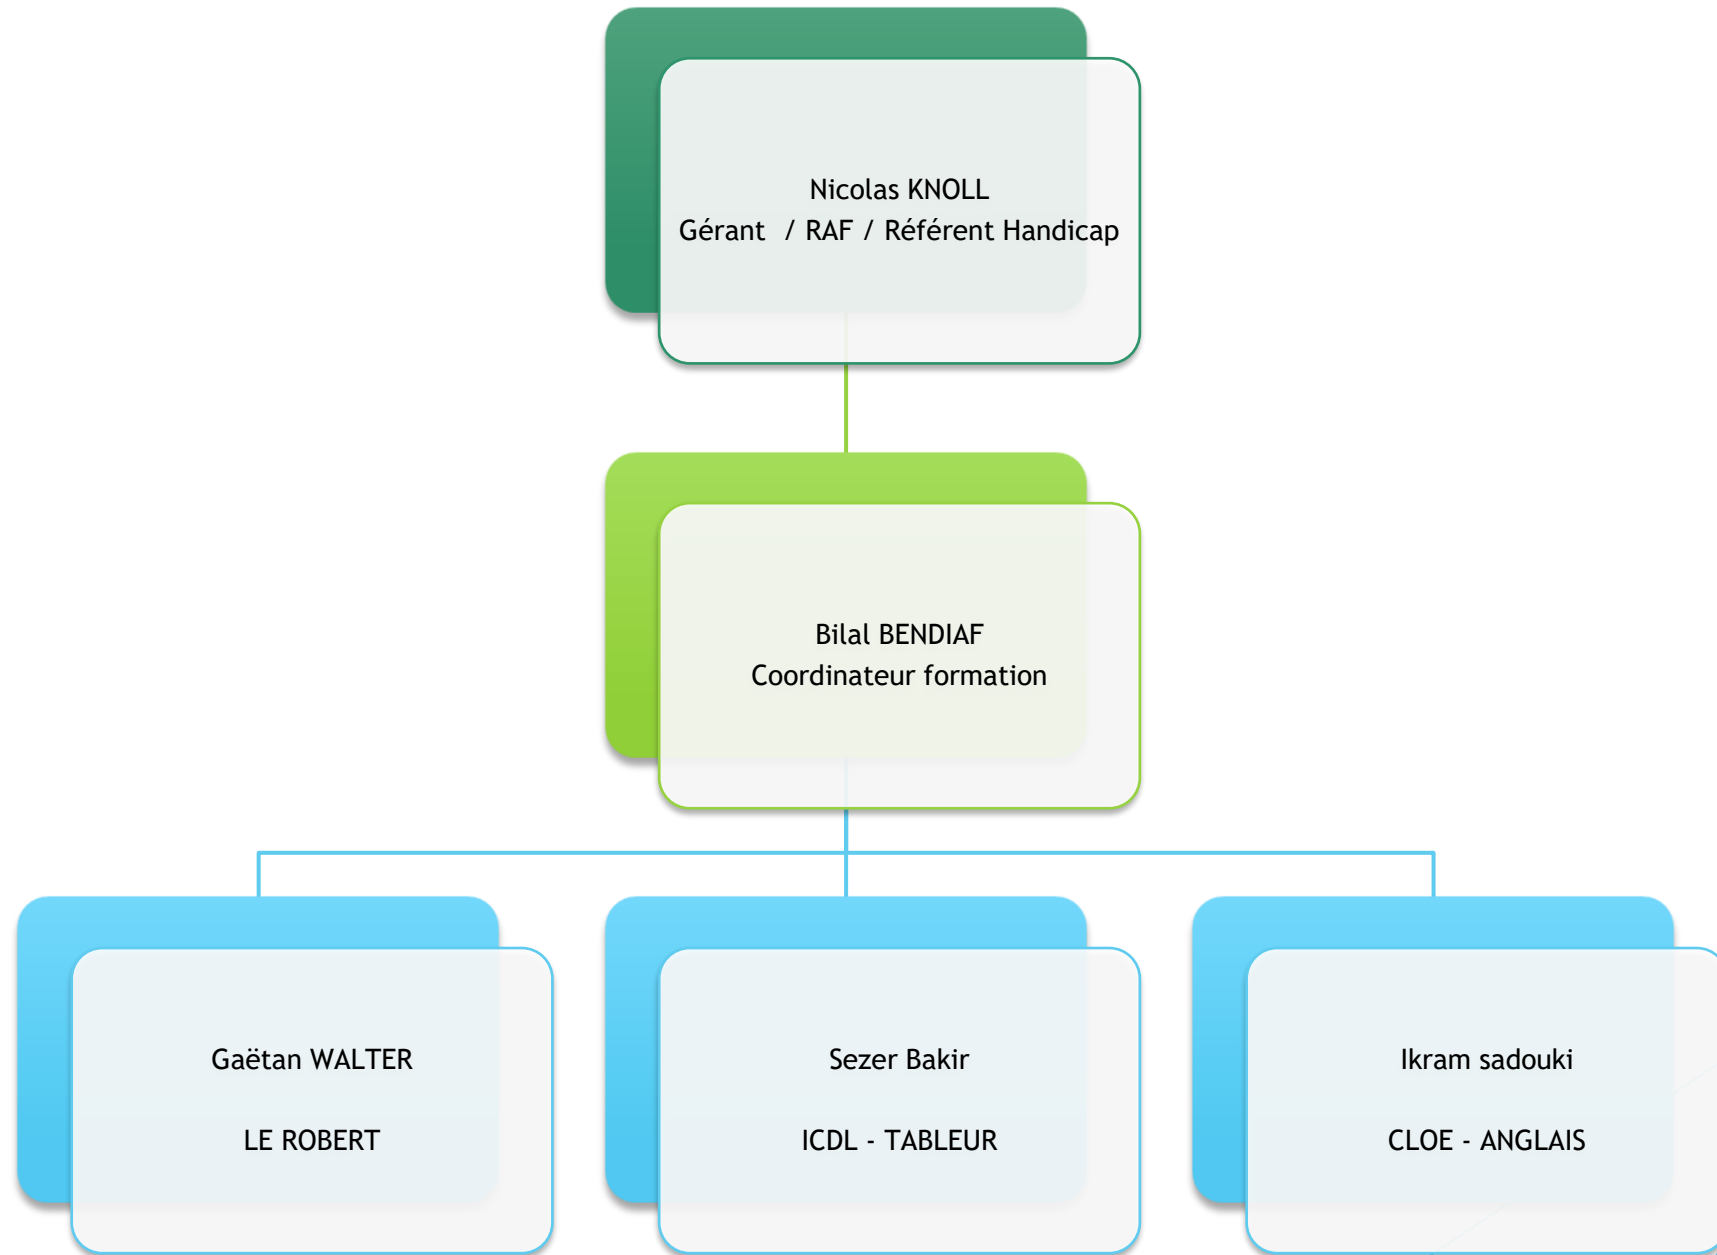 Nicolas KNOLL
Gérant / RAF / Référent Handicap
Bilal BENDIAF
Coordinateur formation
Gaëtan WALTER
LE ROBERT
Sezer Bakir
ICDL - TABLEUR
Ikram sadouki
CLOE - ANGLAIS